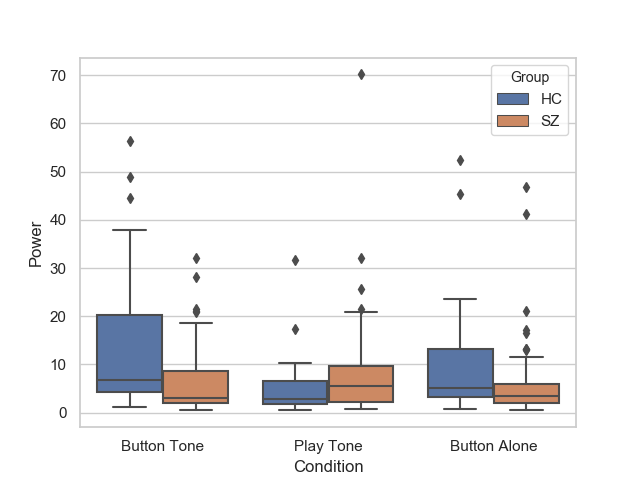 Group
HC
SZ
70
60
50
40
30
20
10
0
Power
Button Tone
Play Tone
Button Alone
Condition